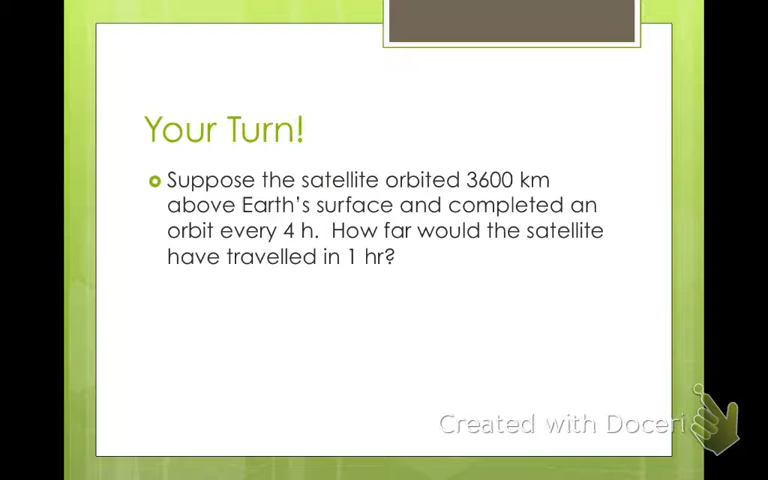 Your Turn!
Suppose the satellite orbited 3600 km
above Earth's surface and completed an
orbit every 4 h. How far would the satellite
have travelled in 1 hr?
Created with Doceri